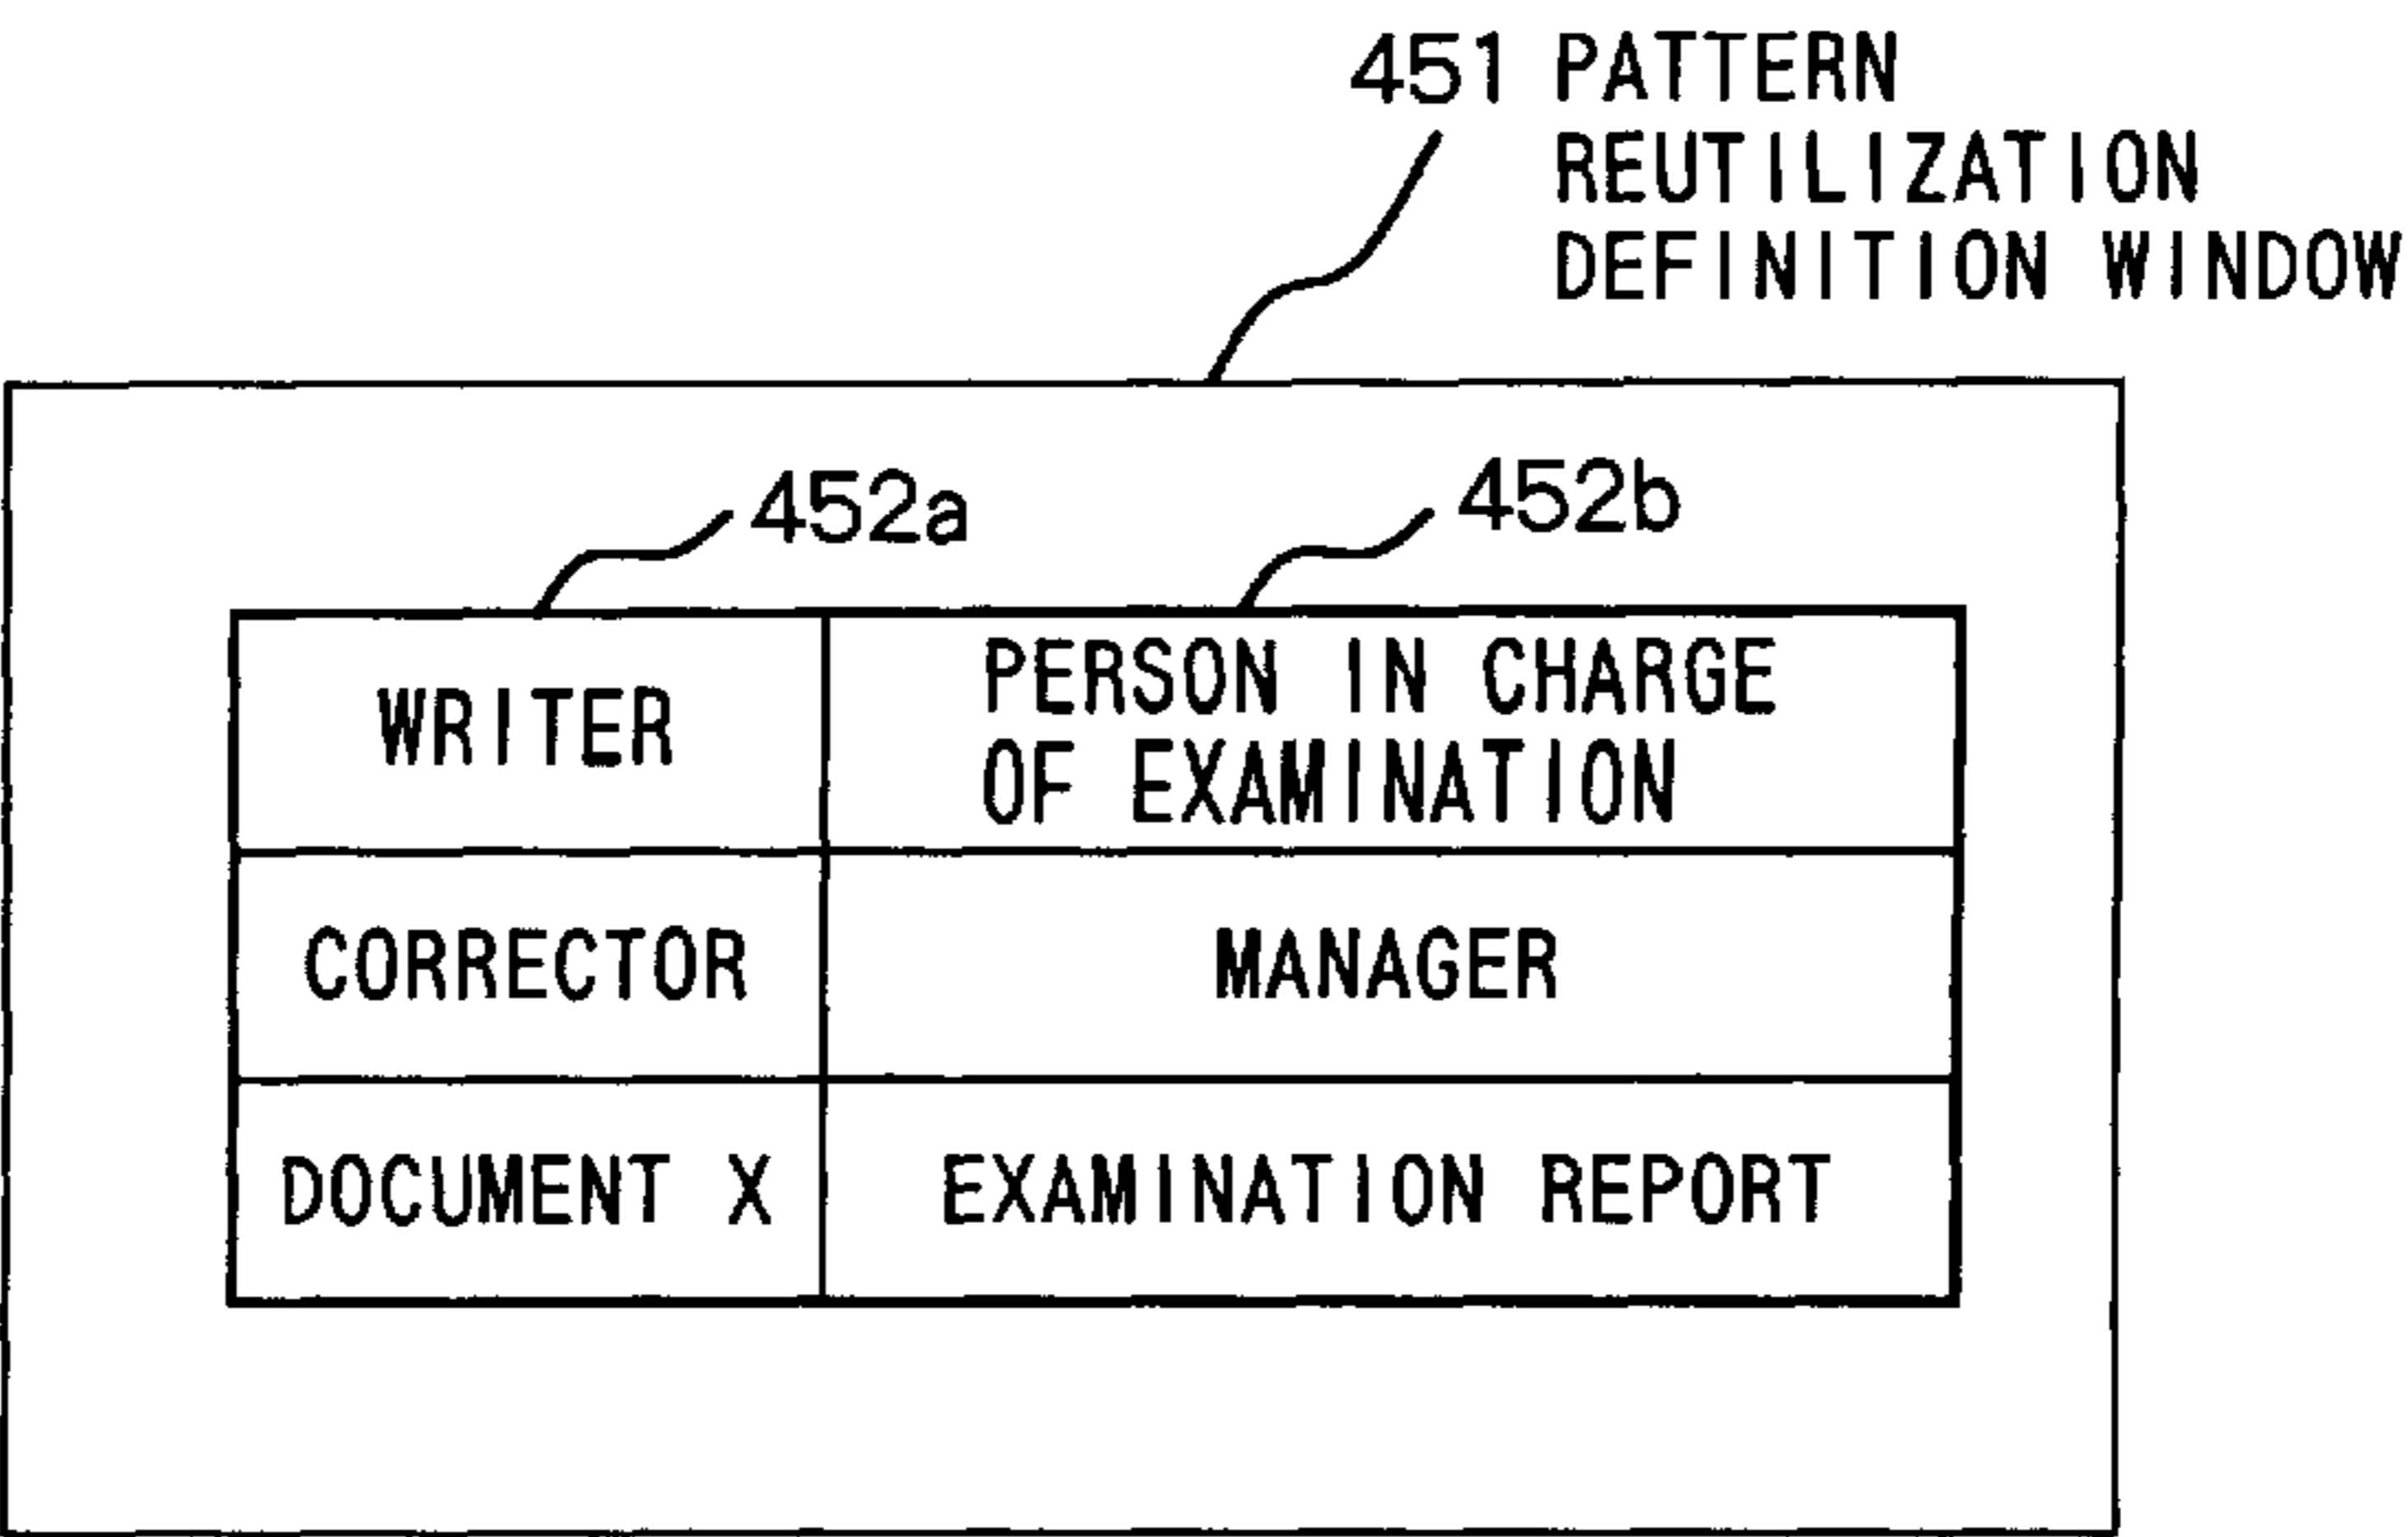 451 PATTERN
REUTILIZATION
DEFINITION WINDOW
452a
452b
WRITER
PERSON IN CHARGE
OF EXAMINATION
CORRECTOR
MANAGER
DOCUMENT X
EXAMINATION REPORT